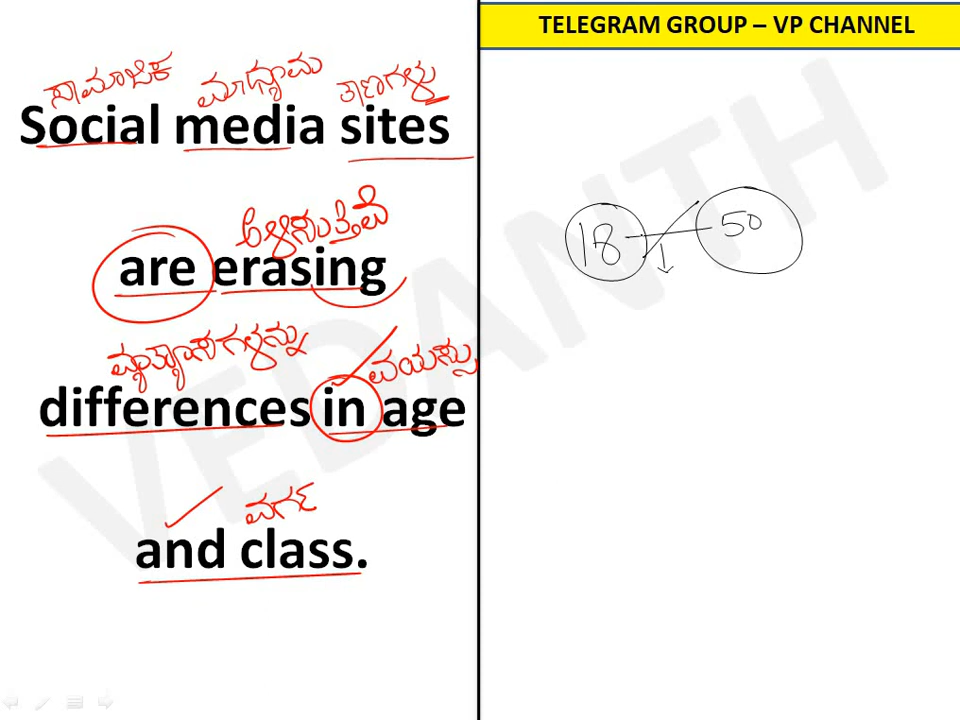 TELEGRAM GROUP – VP CHANNEL
ಸಾಮಾಜಿಕ ಮಾಧ್ಯಮ ತಾಣಗಳು
Social media sites
ಅಳಿಸುತ್ತಿವೆ
are erasing
ವ್ಯತ್ಯಾಸಗಳನ್ನು ವಯಸ್ಸು
differences in age
ವರ್ಗ
and class.
18 50
VEDANTH